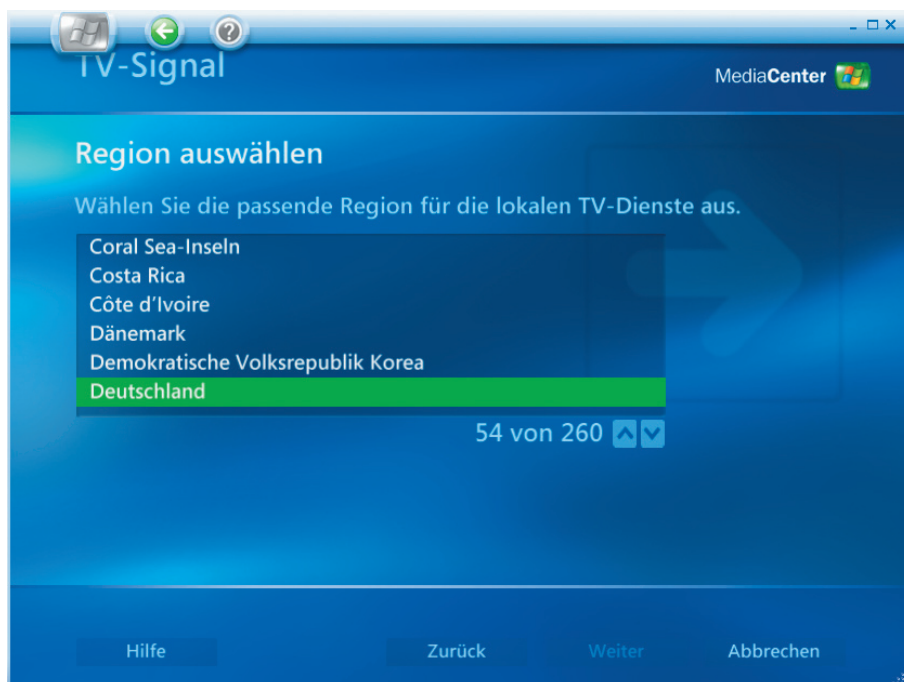 TV-Signal
MediaCenter
Region auswählen
Wählen Sie die passende Region für die lokalen TV-Dienste aus.
Coral Sea-Inseln
Costa Rica
Côte d'Ivoire
Dänemark
Demokratische Volksrepublik Korea
Deutschland
54 von 260
Hilfe Zurück Weiter Abbrechen